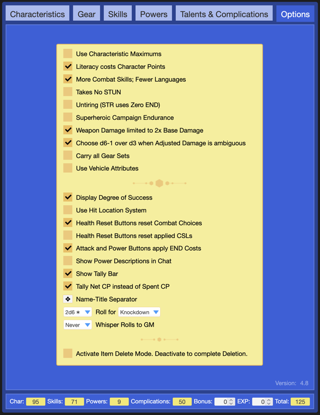 Characteristics Gear Skills Powers Talents & Complications Options
Use Characteristic Maximums
Literacy costs Character Points
More Combat Skills; Fewer Languages
Takes No STUN
Untiring (STR uses Zero END)
Superheroic Campaign Endurance
Weapon Damage limited to 2x Base Damage
Choose d6-1 over d3 when Adjusted Damage is ambiguous
Carry all Gear Sets
Use Vehicle Attributes
Display Degree of Success
Use Hit Location System
Health Reset Buttons reset Combat Choices
Health Reset Buttons reset applied CSLs
Attack and Power Buttons apply END Costs
Show Power Descriptions in Chat
Show Tally Bar
Tally Net CP instead of Spent CP
Name-Title Separator
2d6 ★ Roll for Knockdown
Never Whisper Rolls to GM
Activate Item Delete Mode. Deactivate to complete Deletion.
Version: 4.8
Char: 95 Skills: 71 Powers: 9 Complications: 50 Bonus: 0 EXP: 0 Total: 125